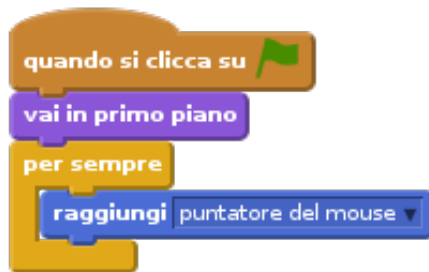 quando si clicca su
vai in primo piano
per sempre
raggiungi puntatore del mouse